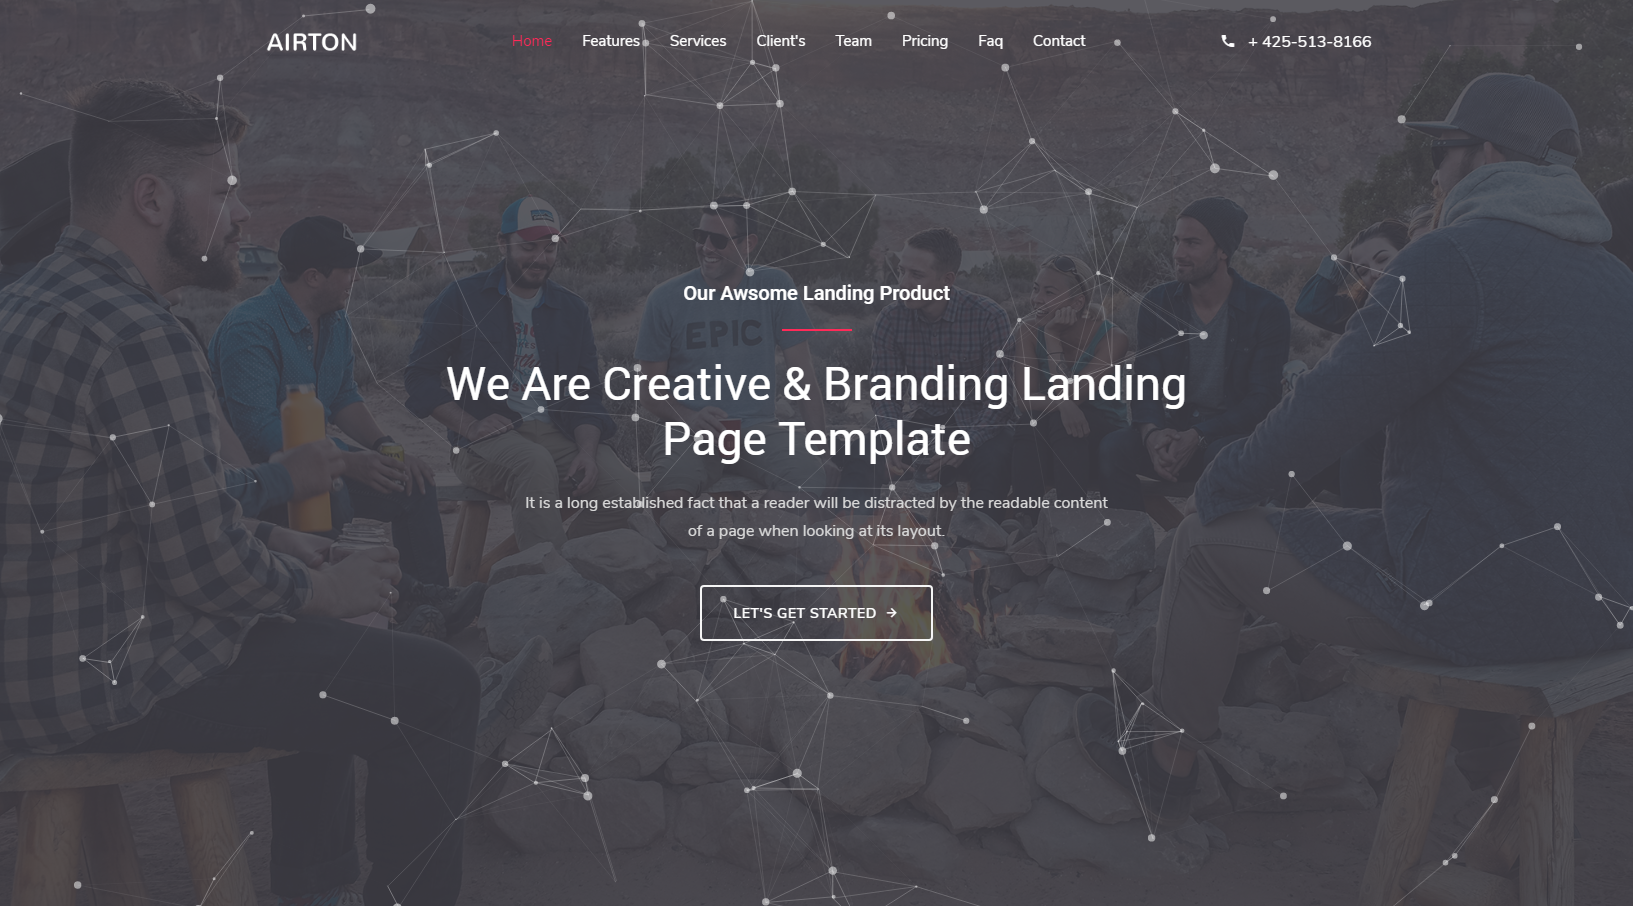 AIRTON
Home Features Services Client's Team Pricing Faq Contact
+ 425-513-8166
Our Awsome Landing Product
EPIC
We Are Creative & Branding Landing
Page Template
It is a long established fact that a reader will be distracted by the readable content
of a page when looking at its layout.
LET'S GET STARTED